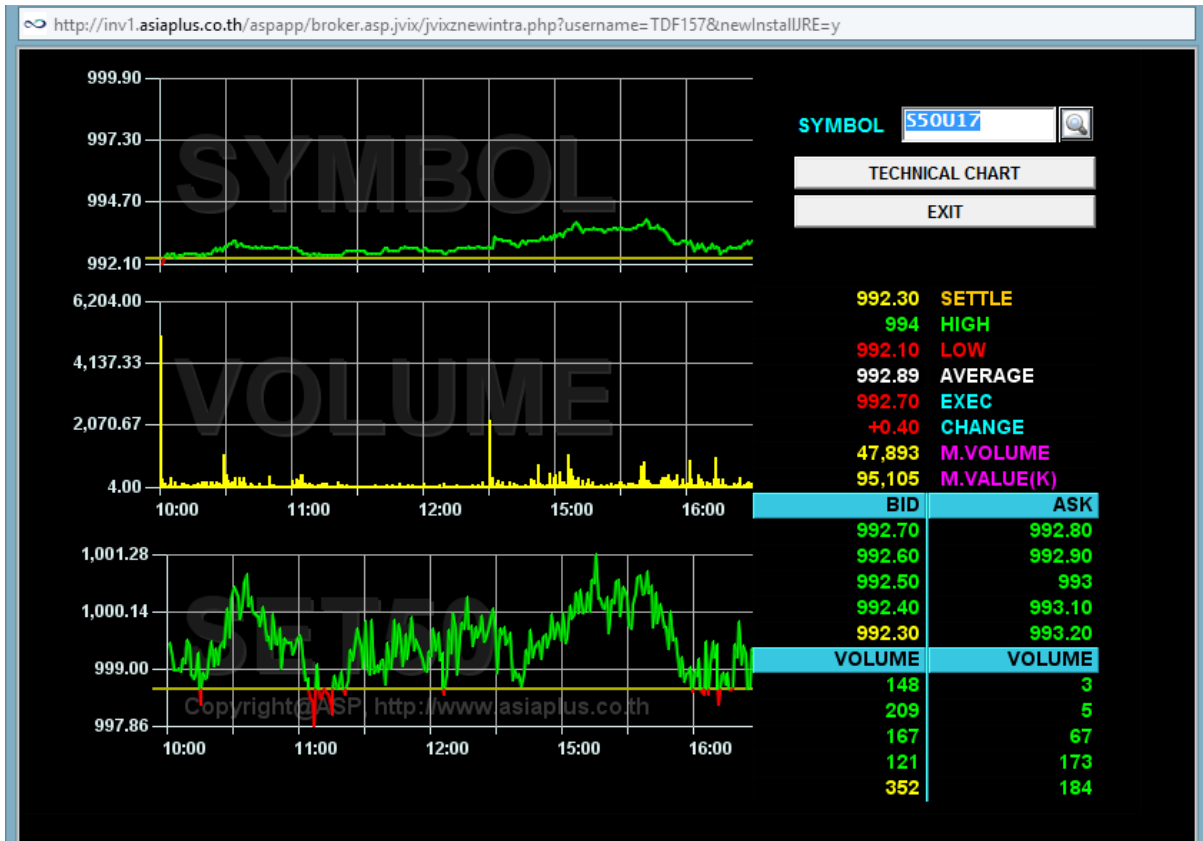 http://inv1.asiaplus.co.th/aspapp/broker.asp.jvix/jvixznewintra.php?username=TDF157&newInstallJRE=y
999.90
997.30
994.70
992.10
SYMBOL
6,204.00
4,137.33
2,070.67
4.00
VOLUME
10:00 11:00 12:00 15:00 16:00
1,001.28
1,000.14
999.00
997.86
SET50
Copyright@ASP, http://www.asiaplus.co.th
10:00 11:00 12:00 15:00 16:00
SYMBOL S50U17
TECHNICAL CHART
EXIT
992.30 SETTLE
994 HIGH
992.10 LOW
992.89 AVERAGE
992.70 EXEC
+0.40 CHANGE
47,893 M.VOLUME
95,105 M.VALUE(K)
BID ASK
992.70 992.80
992.60 992.90
992.50 993
992.40 993.10
992.30 993.20
VOLUME VOLUME
148 3
209 5
167 67
121 173
352 184